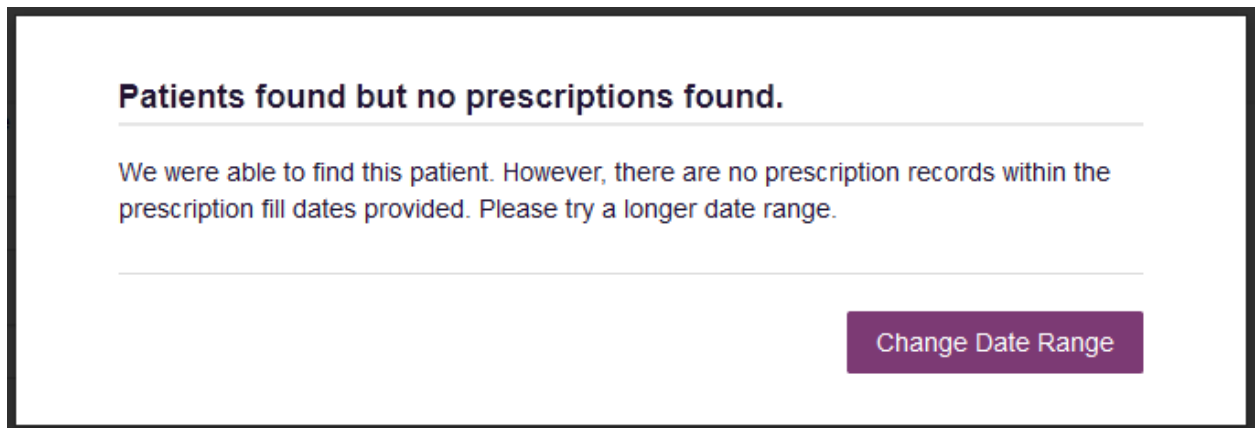 Patients found but no prescriptions found.
We were able to find this patient. However, there are no prescription records within the
prescription fill dates provided. Please try a longer date range.
Change Date Range